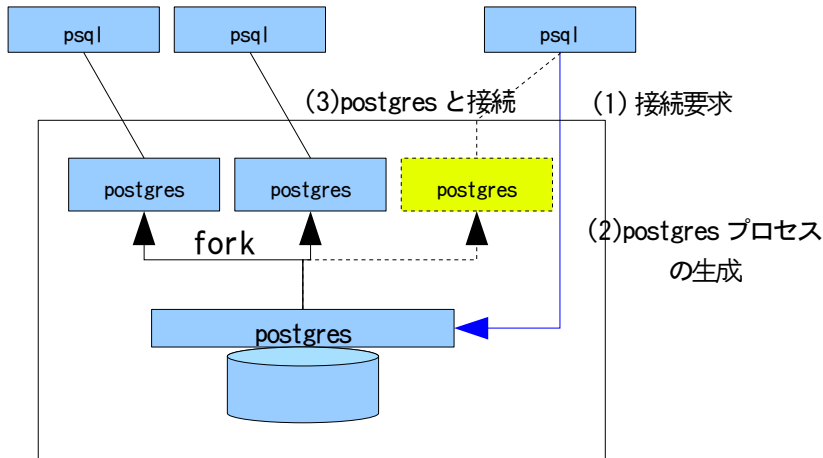 psql
psql
psql
(3)postgres と接続
(1) 接続要求
postgres
postgres
postgres
fork
(2)postgres プロセス
の生成
postgres